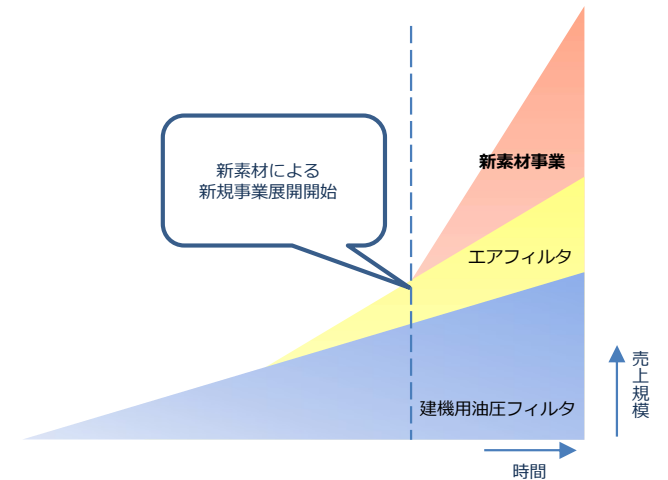 新素材による
新規事業展開開始
新素材事業
エアフィルタ
建機用油圧フィルタ
売上規模
時間